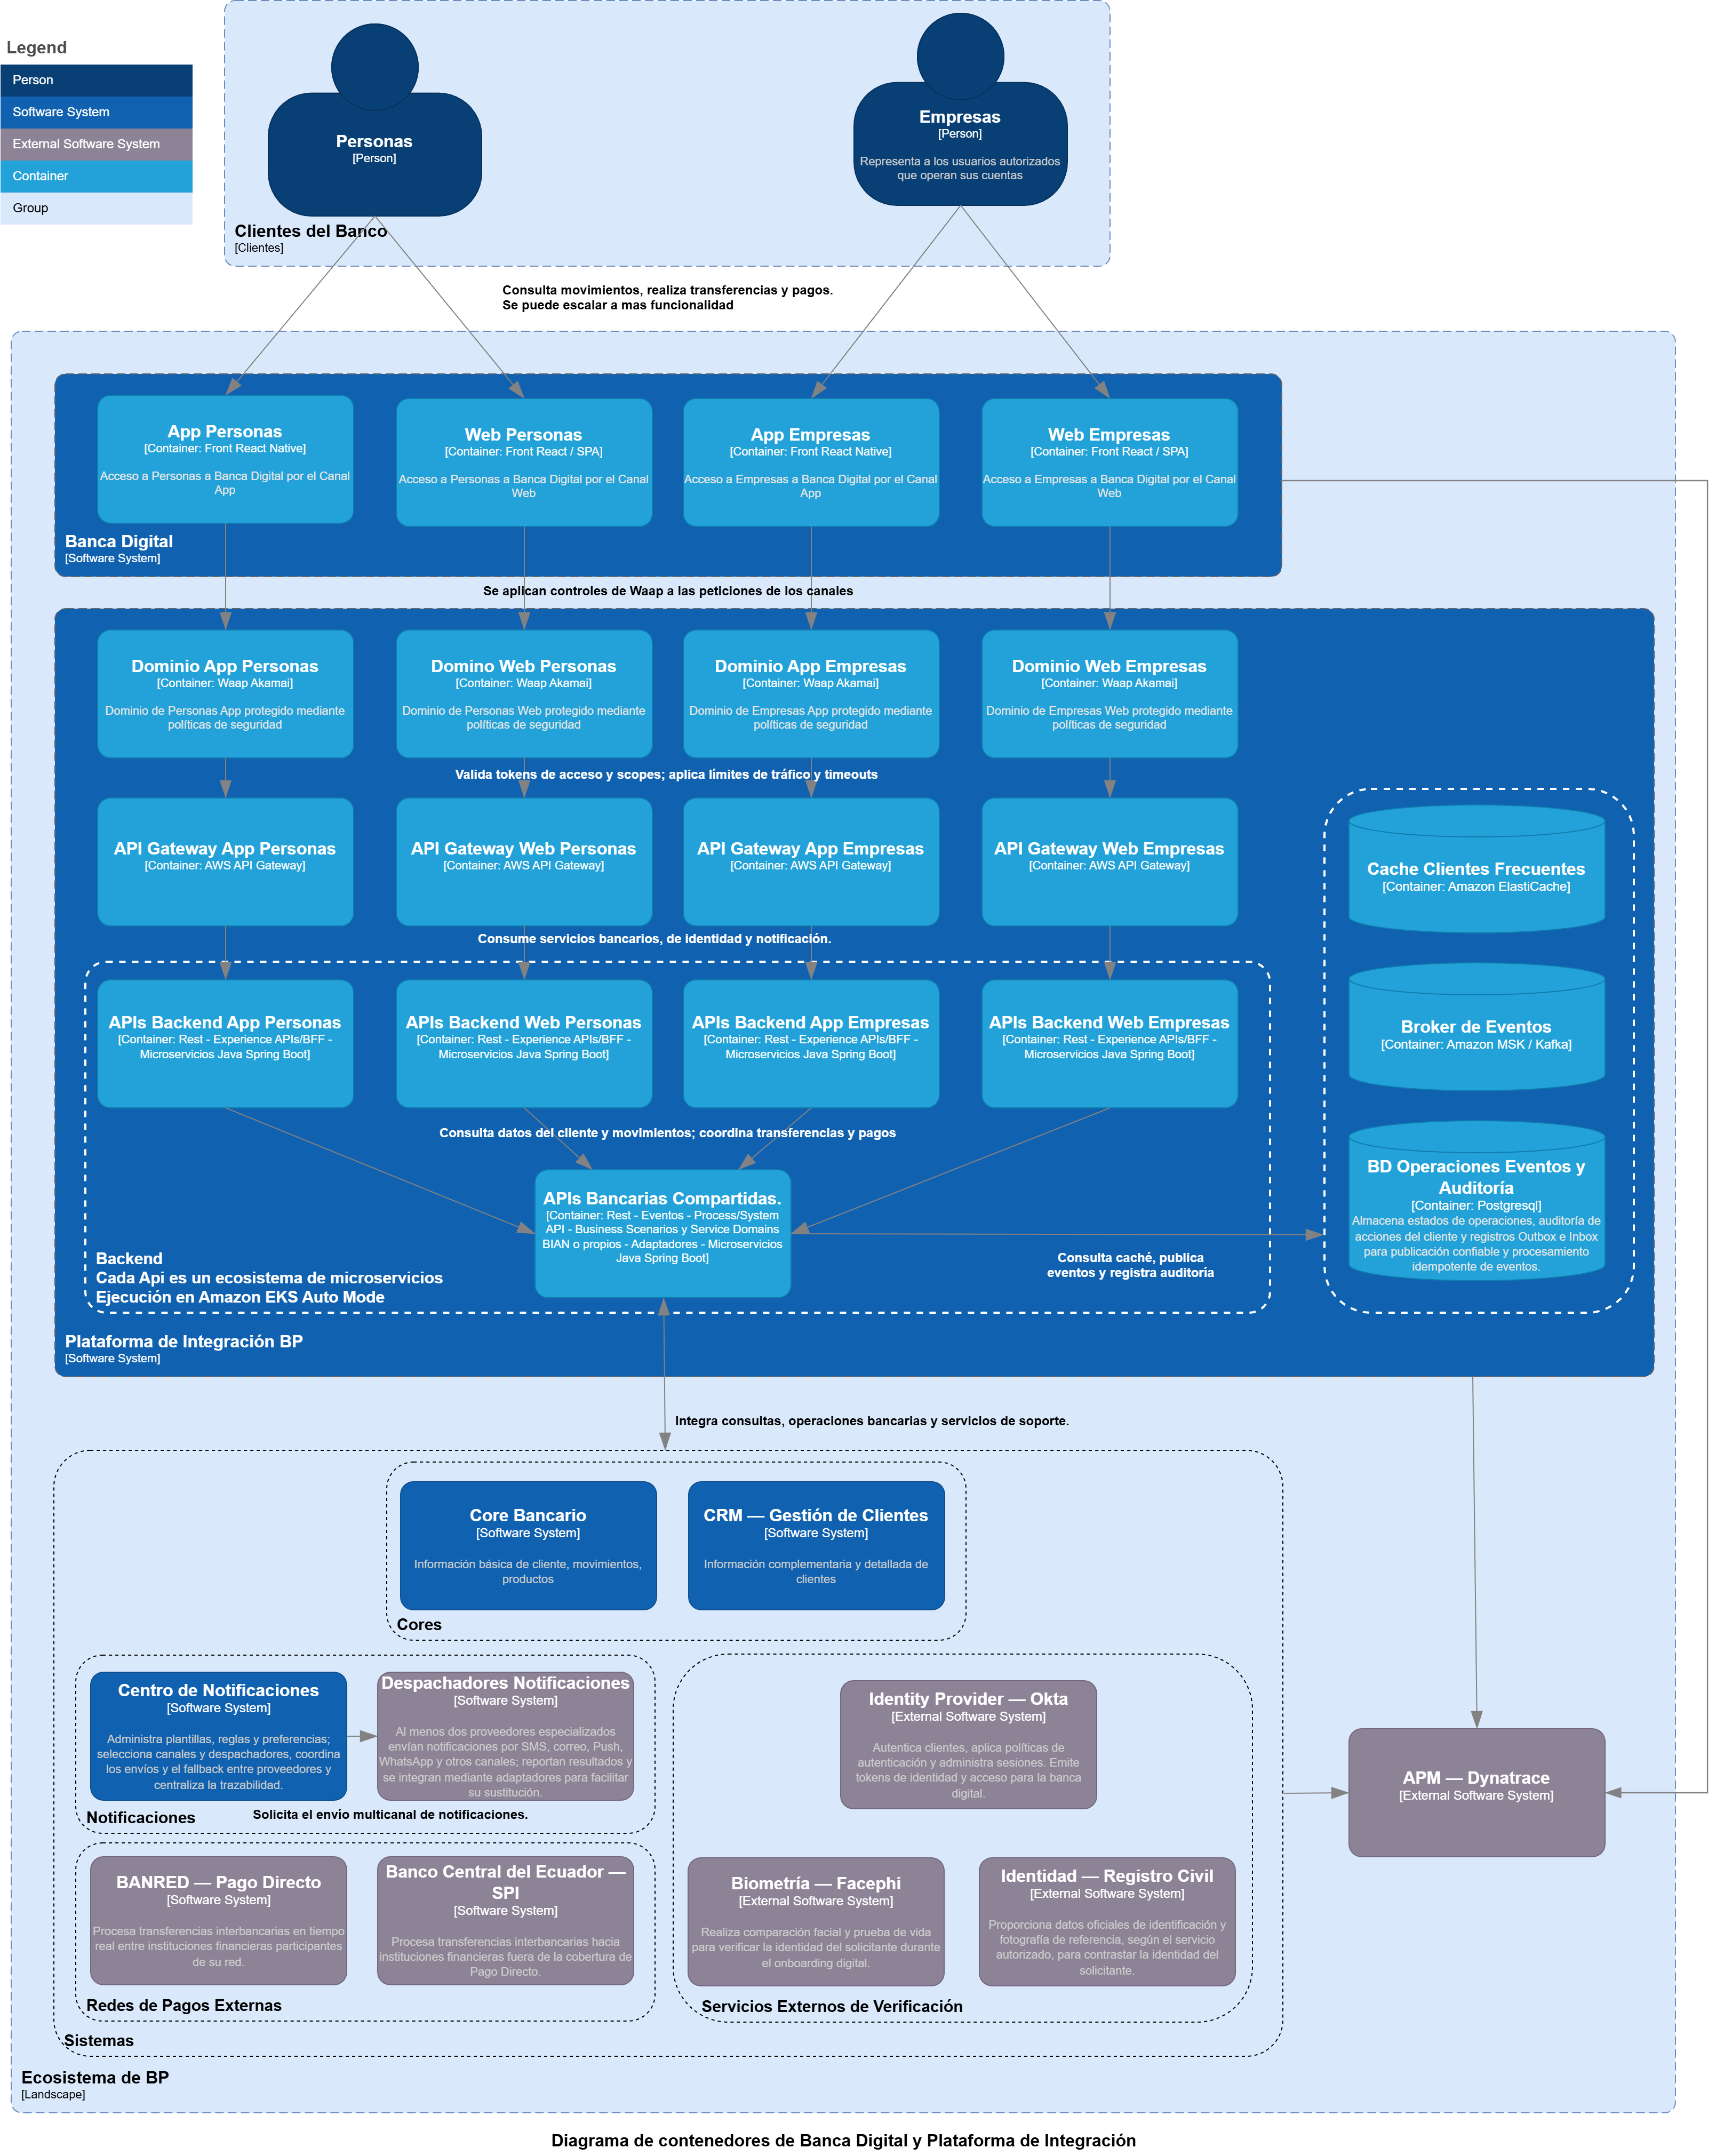 Legend
Person
Software System
External Software System
Container
Group
Personas
[Person]
Empresas
[Person]
Representa a los usuarios autorizados
que operan sus cuentas
Clientes del Banco
[Clientes]
Consulta movimientos, realiza transferencias y pagos.
Se puede escalar a mas funcionalidad
App Personas
[Container: Front React Native]
Acceso a Personas a Banca Digital por el Canal
App
Web Personas
[Container: Front React / SPA]
Acceso a Personas a Banca Digital por el Canal
Web
App Empresas
[Container: Front React Native]
Acceso a Empresas a Banca Digital por el Canal
App
Web Empresas
[Container: Front React / SPA]
Acceso a Empresas a Banca Digital por el Canal
Web
Banca Digital
[Software System]
Se aplican controles de Waap a las peticiones de los canales
Dominio App Personas
[Container: Waap Akamai]
Dominio de Personas App protegido mediante
políticas de seguridad
Domino Web Personas
[Container: Waap Akamai]
Dominio de Personas Web protegido mediante
políticas de seguridad
Dominio App Empresas
[Container: Waap Akamai]
Dominio de Empresas App protegido mediante
políticas de seguridad
Dominio Web Empresas
[Container: Waap Akamai]
Dominio de Empresas Web protegido mediante
políticas de seguridad
Valida tokens de acceso y scopes; aplica límites de tráfico y timeouts
API Gateway App Personas
[Container: AWS API Gateway]
API Gateway Web Personas
[Container: AWS API Gateway]
API Gateway App Empresas
[Container: AWS API Gateway]
API Gateway Web Empresas
[Container: AWS API Gateway]
Cache Clientes Frecuentes
[Container: Amazon ElastiCache]
Consume servicios bancarios, de identidad y notificación.
APIs Backend App Personas
[Container: Rest - Experience APIs/BFF -
Microservicios Java Spring Boot]
APIs Backend Web Personas
[Container: Rest - Experience APIs/BFF -
Microservicios Java Spring Boot]
APIs Backend App Empresas
[Container: Rest - Experience APIs/BFF -
Microservicios Java Spring Boot]
APIs Backend Web Empresas
[Container: Rest - Experience APIs/BFF -
Microservicios Java Spring Boot]
Broker de Eventos
[Container: Amazon MSK / Kafka]
Consulta datos del cliente y movimientos; coordina transferencias y pagos
APIs Bancarias Compartidas.
[Container: Rest - Eventos - Process/System
API - Business Scenarios y Service Domains
BIAN o propios - Adaptadores - Microservicios
Java Spring Boot]
BD Operaciones Eventos y
Auditoría
[Container: Postgresql]
Almacena estados de operaciones, auditoría de
acciones del cliente y registros Outbox e Inbox
para publicación confiable y procesamiento
idempotente de eventos.
Consulta caché, publica
eventos y registra auditoría
Backend
Cada Api es un ecosistema de microservicios
Ejecución en Amazon EKS Auto Mode
Plataforma de Integración BP
[Software System]
Integra consultas, operaciones bancarias y servicios de soporte.
Core Bancario
[Software System]
Información básica de cliente, movimientos,
productos
CRM — Gestión de Clientes
[Software System]
Información complementaria y detallada de
clientes
Cores
Centro de Notificaciones
[Software System]
Administra plantillas, reglas y preferencias;
selecciona canales y despachadores, coordina
los envíos y el fallback entre proveedores y
centraliza la trazabilidad.
Despachadores Notificaciones
[Software System]
Al menos dos proveedores especializados
envían notificaciones por SMS, correo, Push,
WhatsApp y otros canales; reportan resultados y
se integran mediante adaptadores para facilitar
su sustitución.
Notificaciones
Solicita el envío multicanal de notificaciones.
Identity Provider — Okta
[External Software System]
Autentica clientes, aplica políticas de
autenticación y administra sesiones. Emite
tokens de identidad y acceso para la banca
digital.
APM — Dynatrace
[External Software System]
BANRED — Pago Directo
[Software System]
Procesa transferencias interbancarias en tiempo
real entre instituciones financieras participantes
de su red.
Banco Central del Ecuador —
SPI
[Software System]
Procesa transferencias interbancarias hacia
instituciones financieras fuera de la cobertura de
Pago Directo.
Redes de Pagos Externas
Biometría — Facephi
[External Software System]
Realiza comparación facial y prueba de vida
para verificar la identidad del solicitante durante
el onboarding digital.
Identidad — Registro Civil
[External Software System]
Proporciona datos oficiales de identificación y
fotografía de referencia, según el servicio
autorizado, para contrastar la identidad del
solicitante.
Servicios Externos de Verificación
Sistemas
Ecosistema de BP
[Landscape]
Diagrama de contenedores de Banca Digital y Plataforma de Integración